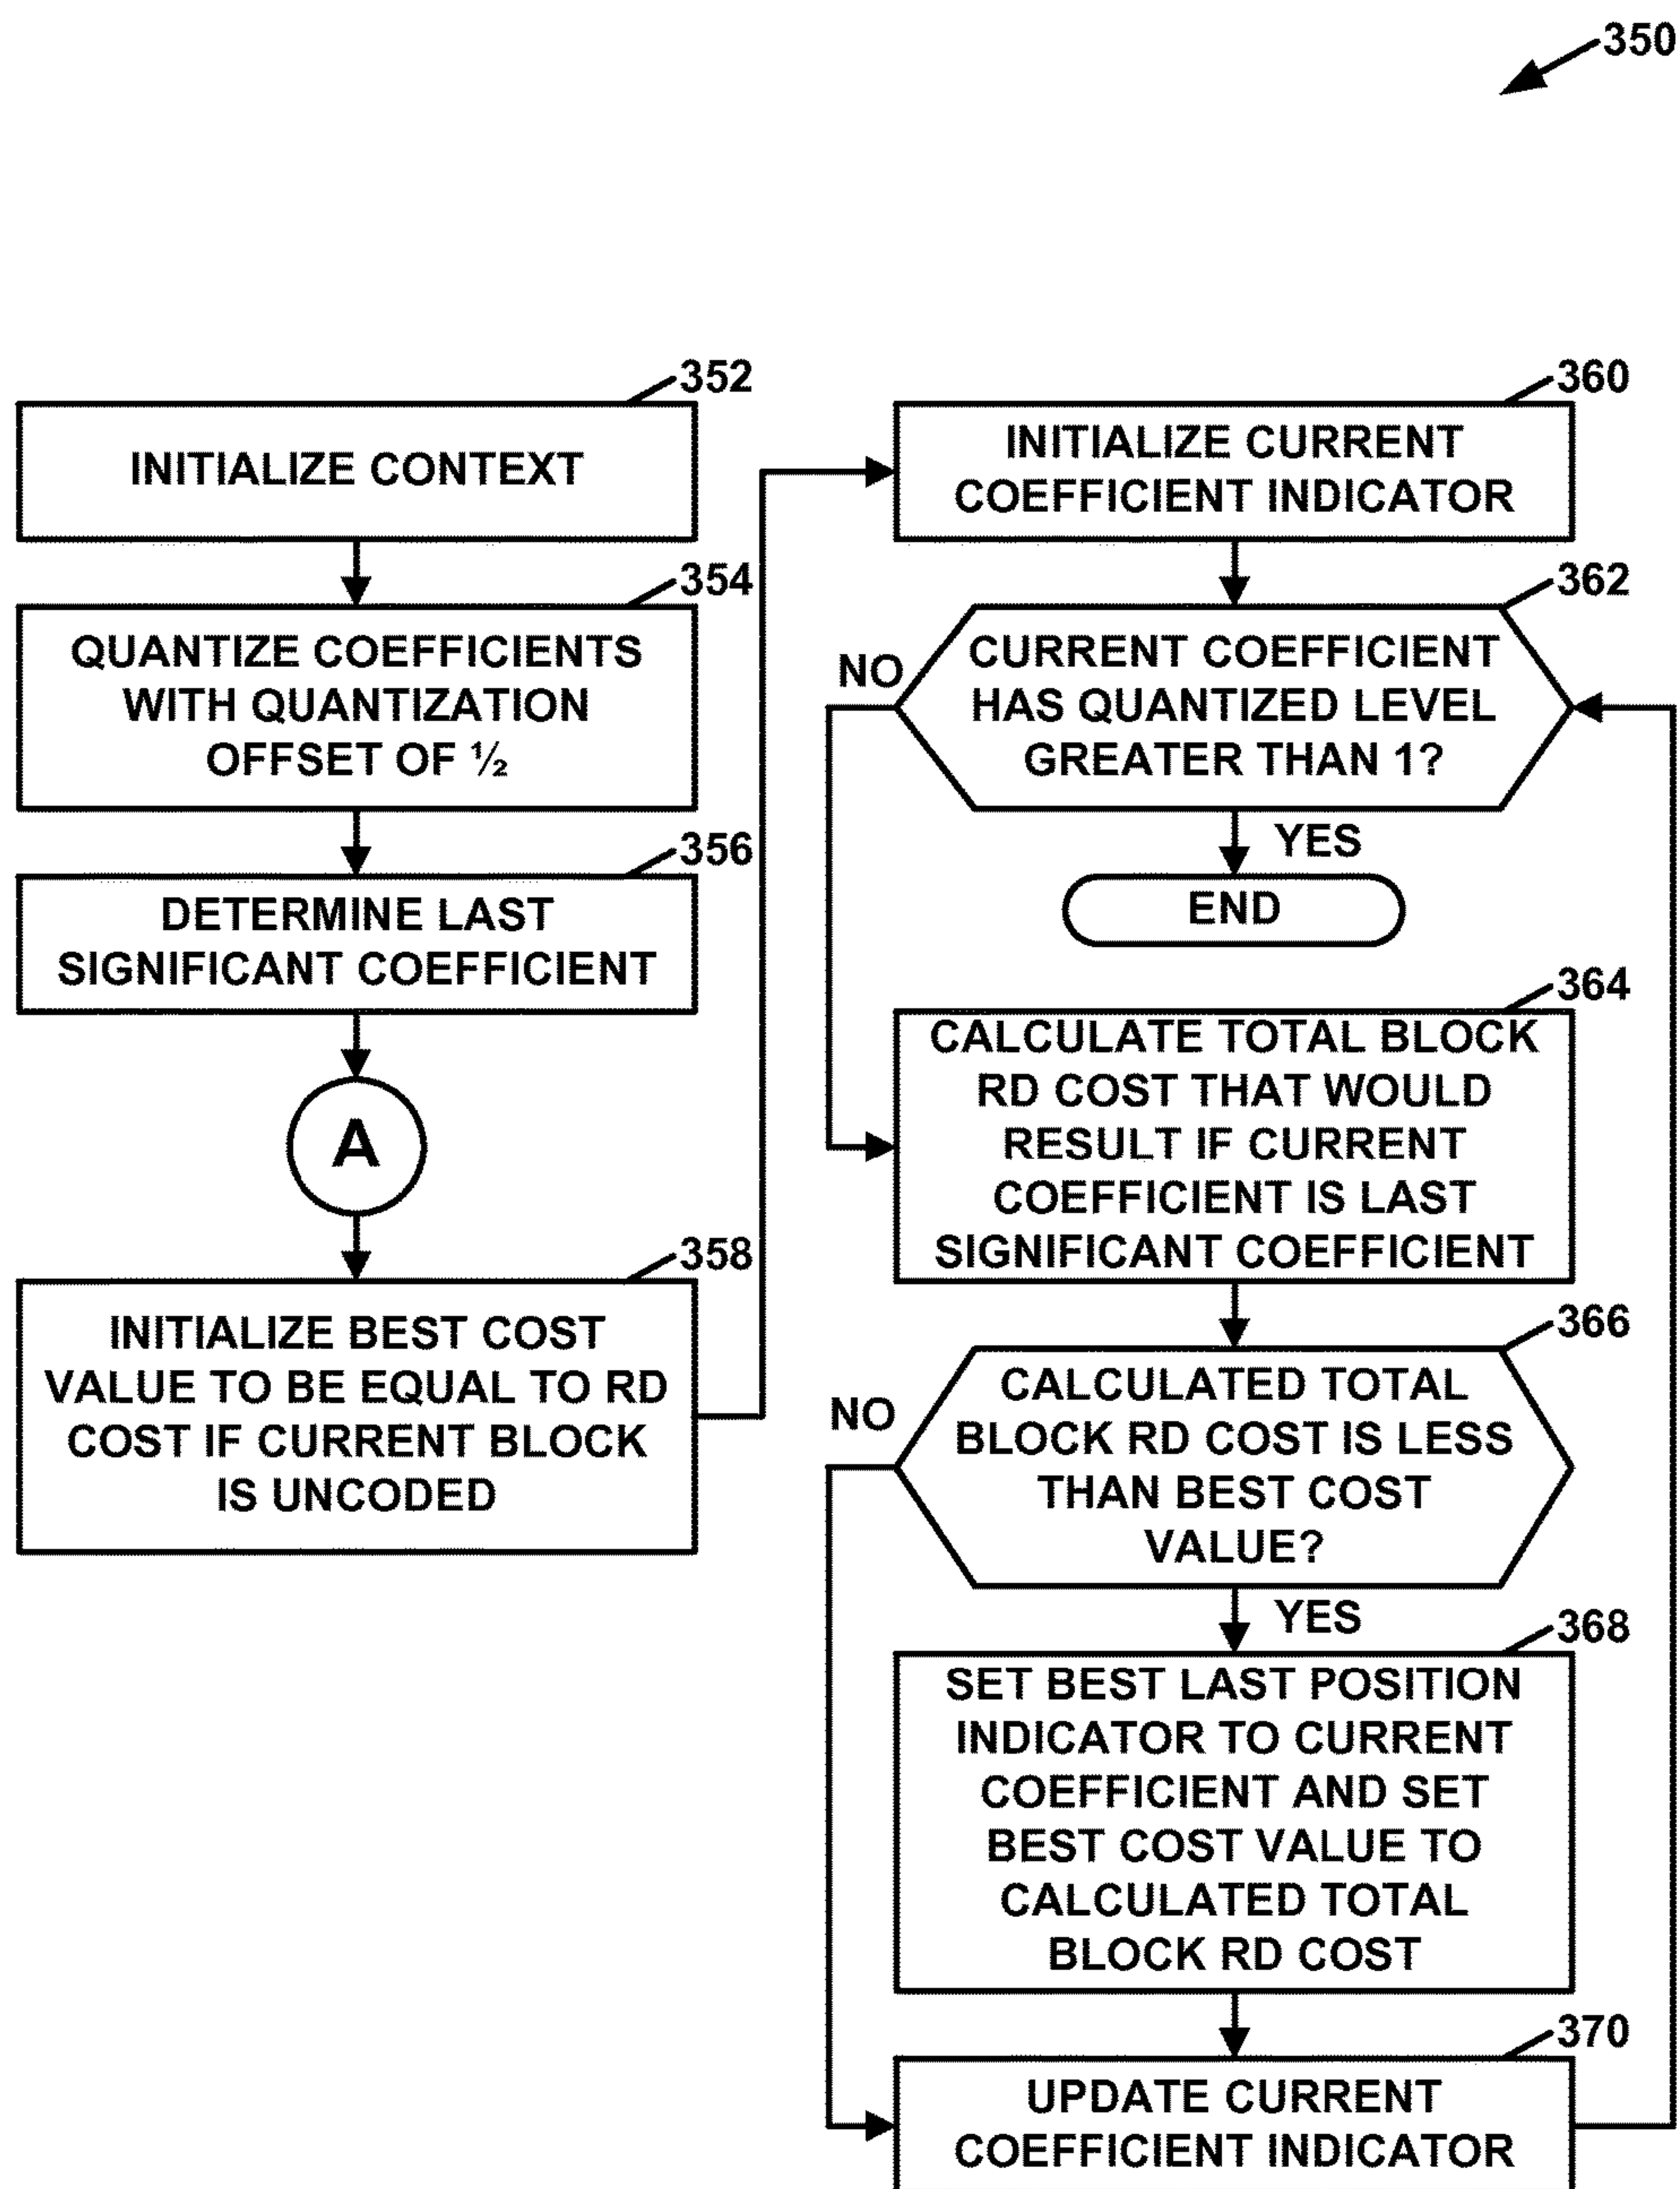 350
352
INITIALIZE CONTEXT
354
QUANTIZE COEFFICIENTS
WITH QUANTIZATION
OFFSET OF ½
356
DETERMINE LAST
SIGNIFICANT COEFFICIENT
A
358
INITIALIZE BEST COST
VALUE TO BE EQUAL TO RD
COST IF CURRENT BLOCK
IS UNCODED
360
INITIALIZE CURRENT
COEFFICIENT INDICATOR
362
CURRENT COEFFICIENT
HAS QUANTIZED LEVEL
GREATER THAN 1?
NO
YES
END
364
CALCULATE TOTAL BLOCK
RD COST THAT WOULD
RESULT IF CURRENT
COEFFICIENT IS LAST
SIGNIFICANT COEFFICIENT
366
CALCULATED TOTAL
BLOCK RD COST IS LESS
THAN BEST COST
VALUE?
NO
YES
368
SET BEST LAST POSITION
INDICATOR TO CURRENT
COEFFICIENT AND SET
BEST COST VALUE TO
CALCULATED TOTAL
BLOCK RD COST
370
UPDATE CURRENT
COEFFICIENT INDICATOR